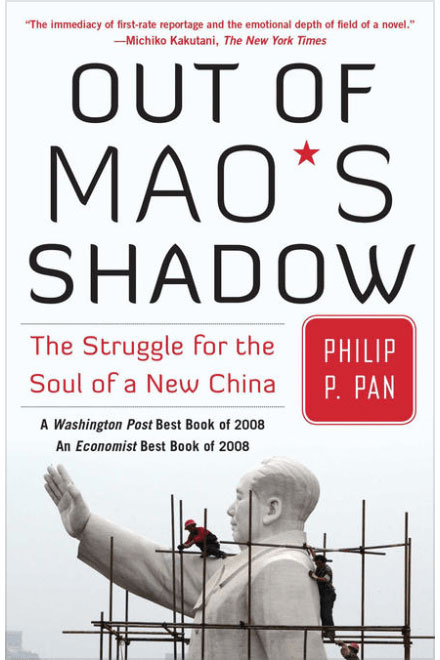 “The immediacy of first-rate reportage and the emotional depth of field of a novel.”
—Michiko Kakutani, The New York Times
OUT OF
MAO★S
SHADOW
The Struggle for the
Soul of a New China
PHILIP
P. PAN
A Washington Post Best Book of 2008
An Economist Best Book of 2008